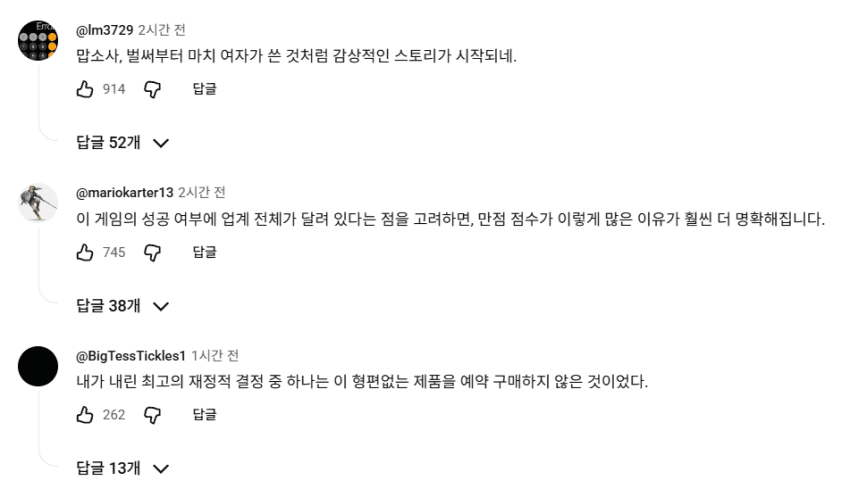 @lm3729 2시간 전
맙소사, 벌써부터 마치 여자가 쓴 것처럼 감상적인 스토리가 시작되네.
914 답글
답글 52개
@mariokarter13 2시간 전
이 게임의 성공 여부에 업계 전체가 달려 있다는 점을 고려하면, 만점 점수가 이렇게 많은 이유가 훨씬 더 명확해집니다.
745 답글
답글 38개
@BigTessTickles1 1시간 전
내가 내린 최고의 재정적 결정 중 하나는 이 형편없는 제품을 예약 구매하지 않은 것이었다.
262 답글
답글 13개